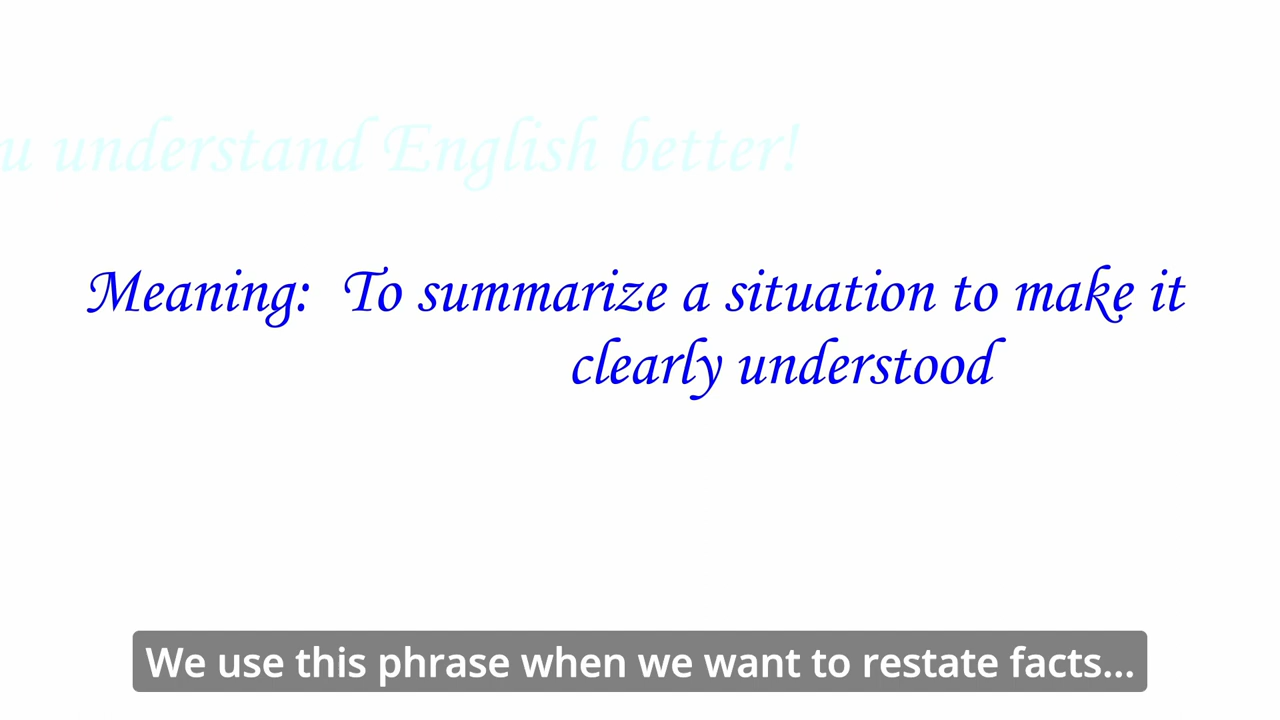 u understand English better!
Meaning: To summarize a situation to make it
clearly understood
We use this phrase when we want to restate facts...